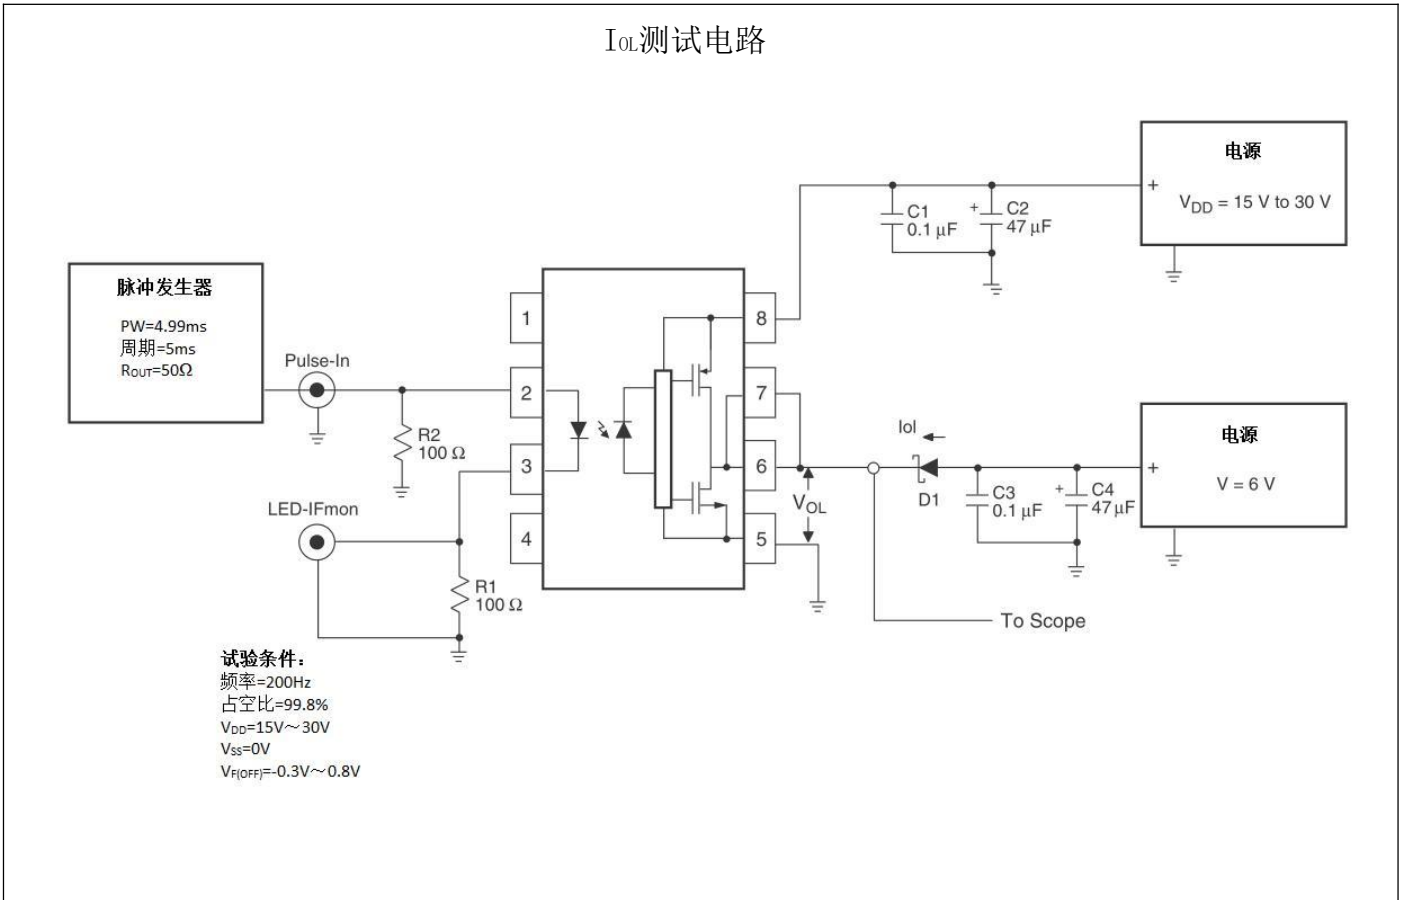 IOL测试电路
电源
+
VDD = 15 V to 30 V
C1
0.1 μF
+
C2
47 μF
脉冲发生器
PW=4.99ms
周期=5ms
ROUT=50Ω
Pulse-In
R2
100 Ω
LED-IFmon
R1
100 Ω
1
2
3
4
8
7
6
5
VOL
Iol
D1
C3
0.1 μF
+
C4
47 μF
电源
+
V = 6 V
To Scope
试验条件：
频率=200Hz
占空比=99.8%
VDD=15V～30V
VSS=0V
VF(OFF)=-0.3V～0.8V